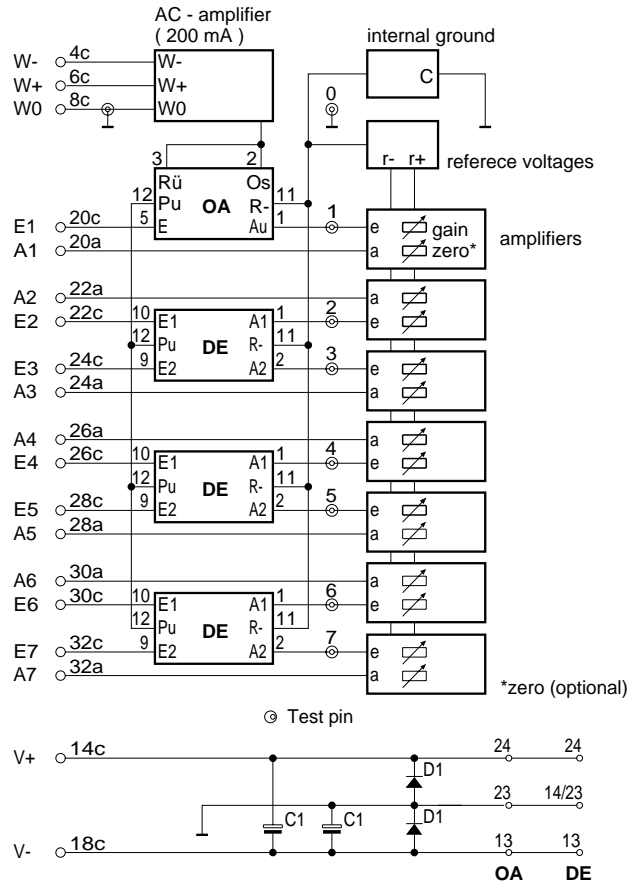 AC - amplifier
( 200 mA )
internal ground
W- 4c W-
W+ 6c W+
W0 8c W0
C
0
r- r+
referece voltages
3 2
Rü Os
12 Pu OA R- 11
E1 20c 5 E Au 1 1 e gain
A1 20a a zero*
amplifiers
A2 22a a
E2 22c 10 E1 A1 1 2 e
12 Pu DE R- 11
E3 24c 9 E2 A2 2 3 e
A3 24a a
A4 26a a
E4 26c 10 E1 A1 1 4 e
12 Pu DE R- 11
E5 28c 9 E2 A2 2 5 e
A5 28a a
A6 30a a
E6 30c 10 E1 A1 1 6 e
12 Pu DE R- 11
E7 32c 9 E2 A2 2 7 e
A7 32a a
*zero (optional)
Test pin
V+ 14c 24 24
D1
23 14/23
C1 C1 D1
V- 18c 13 13
OA DE